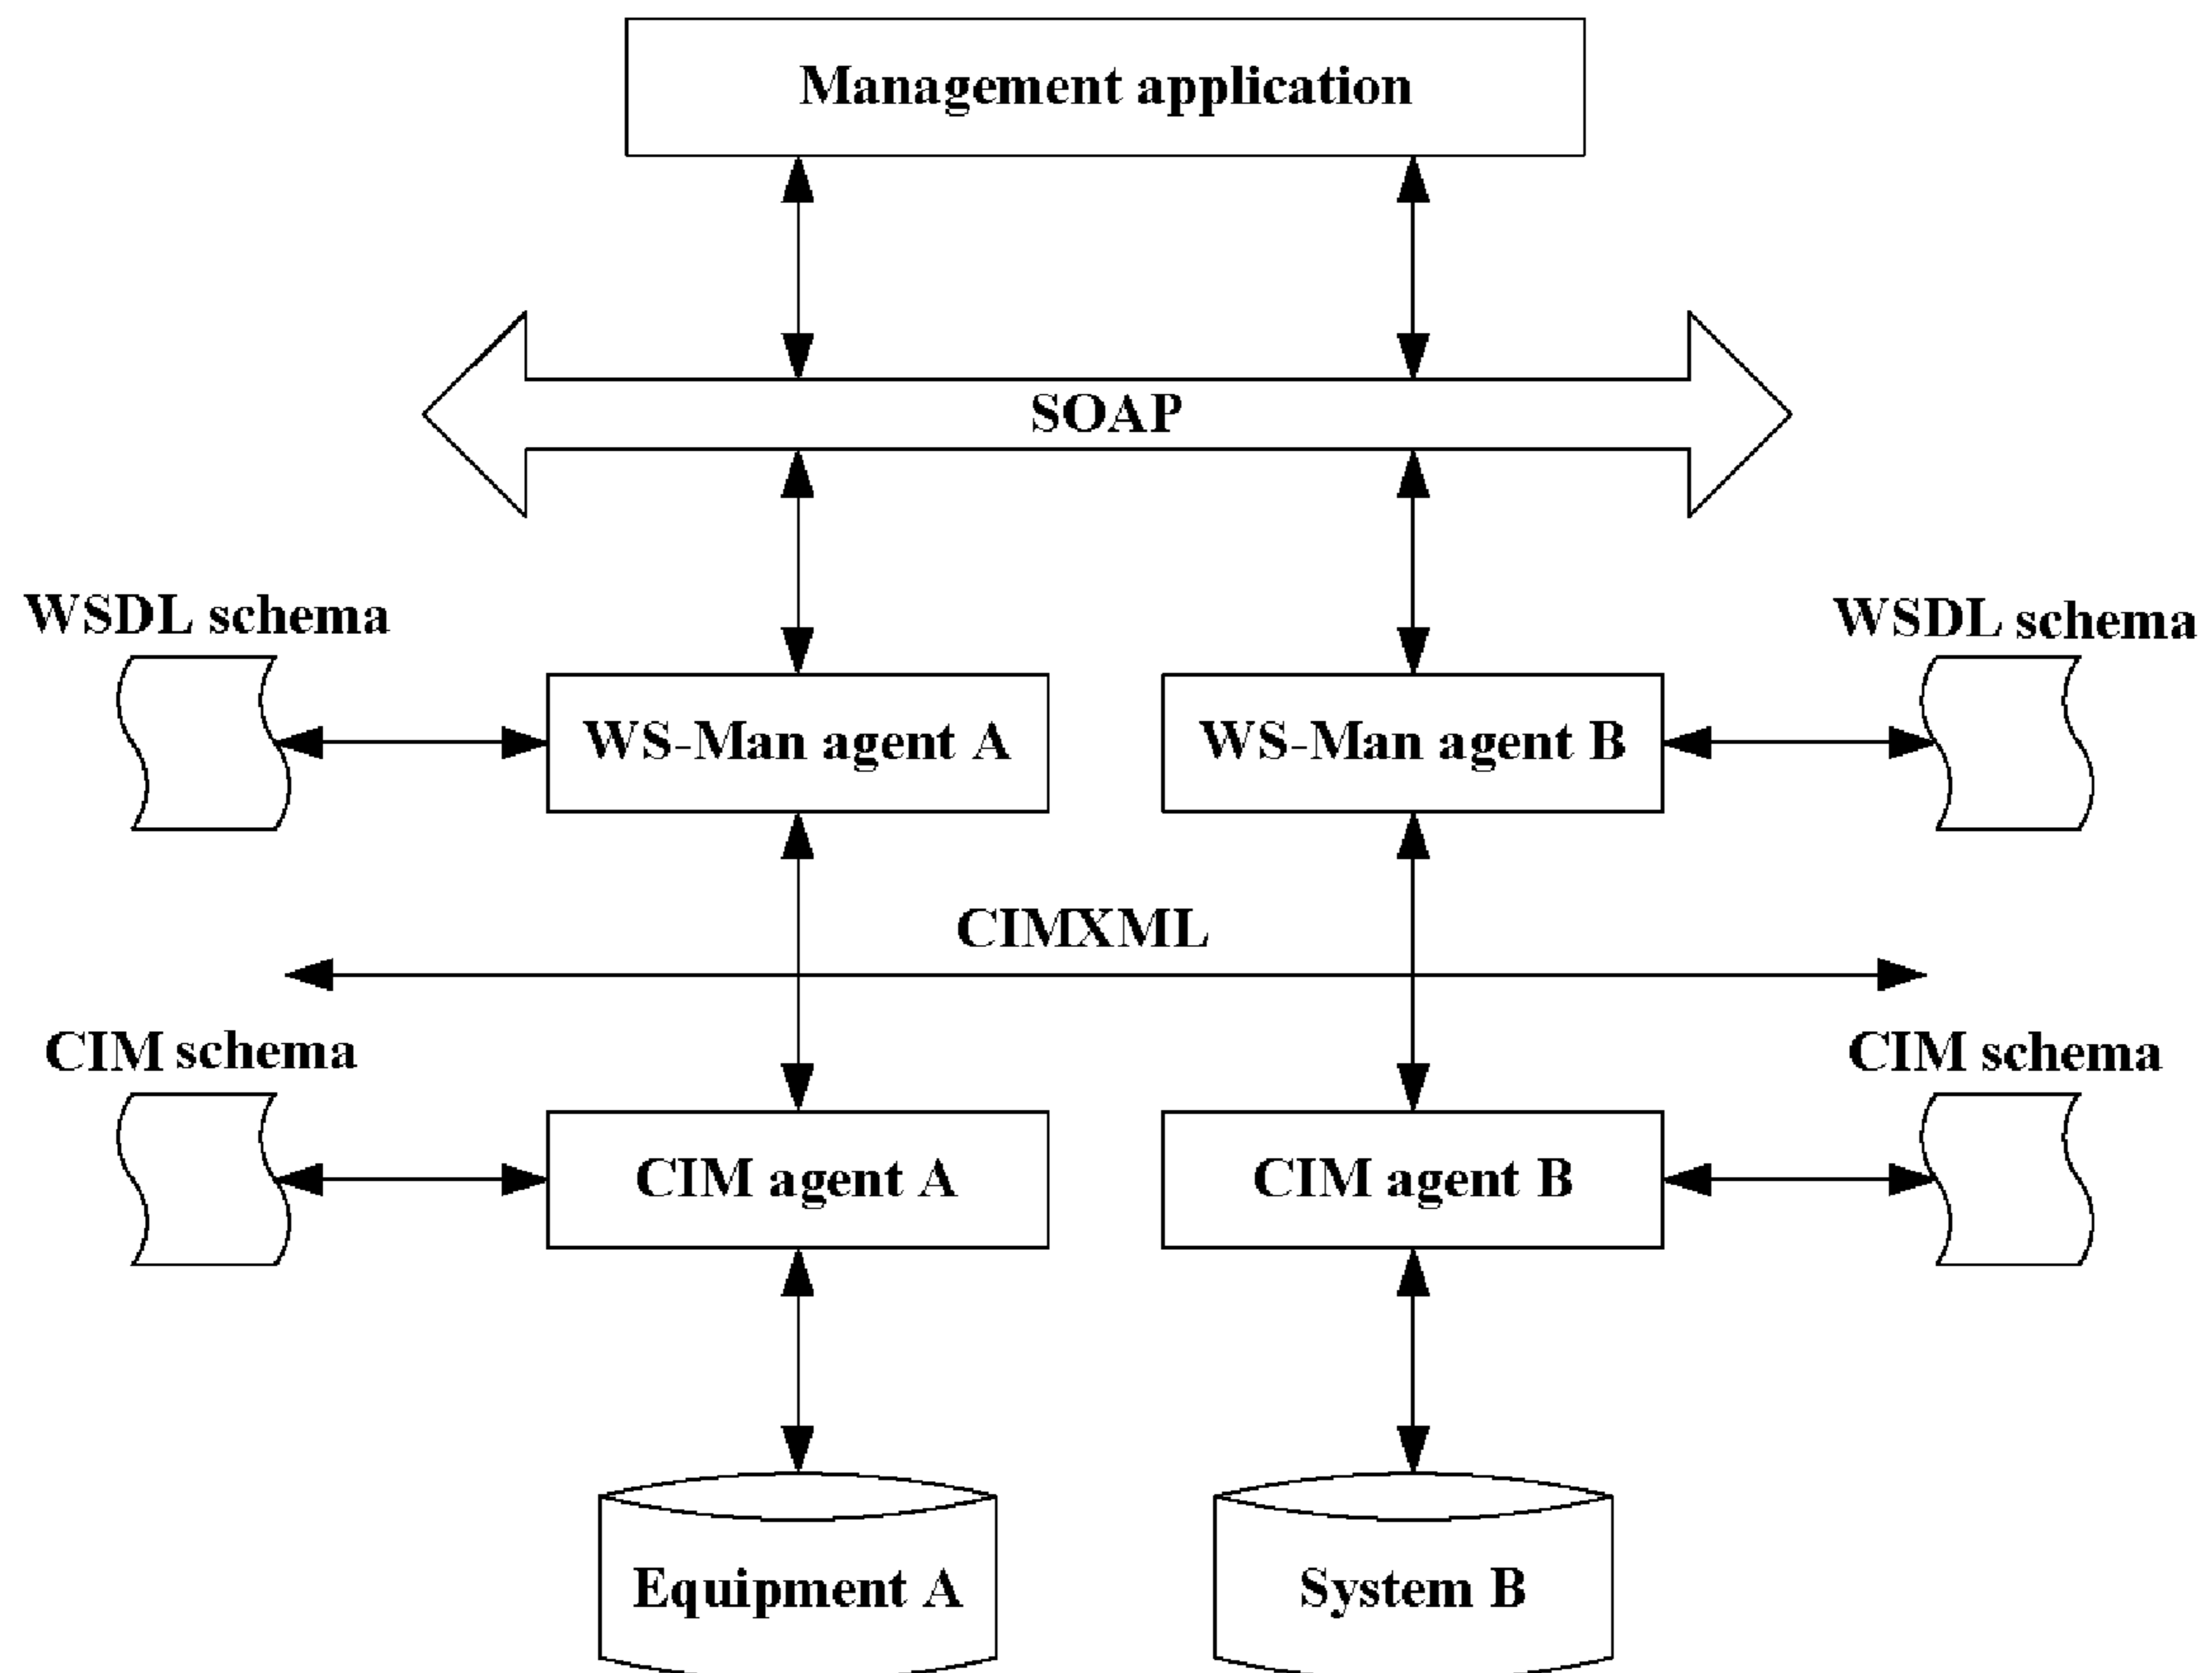 Management application
SOAP
WSDL schema
WSDL schema
WS-Man agent A
WS-Man agent B
CIMXML
CIM schema
CIM schema
CIM agent A
CIM agent B
Equipment A
System B